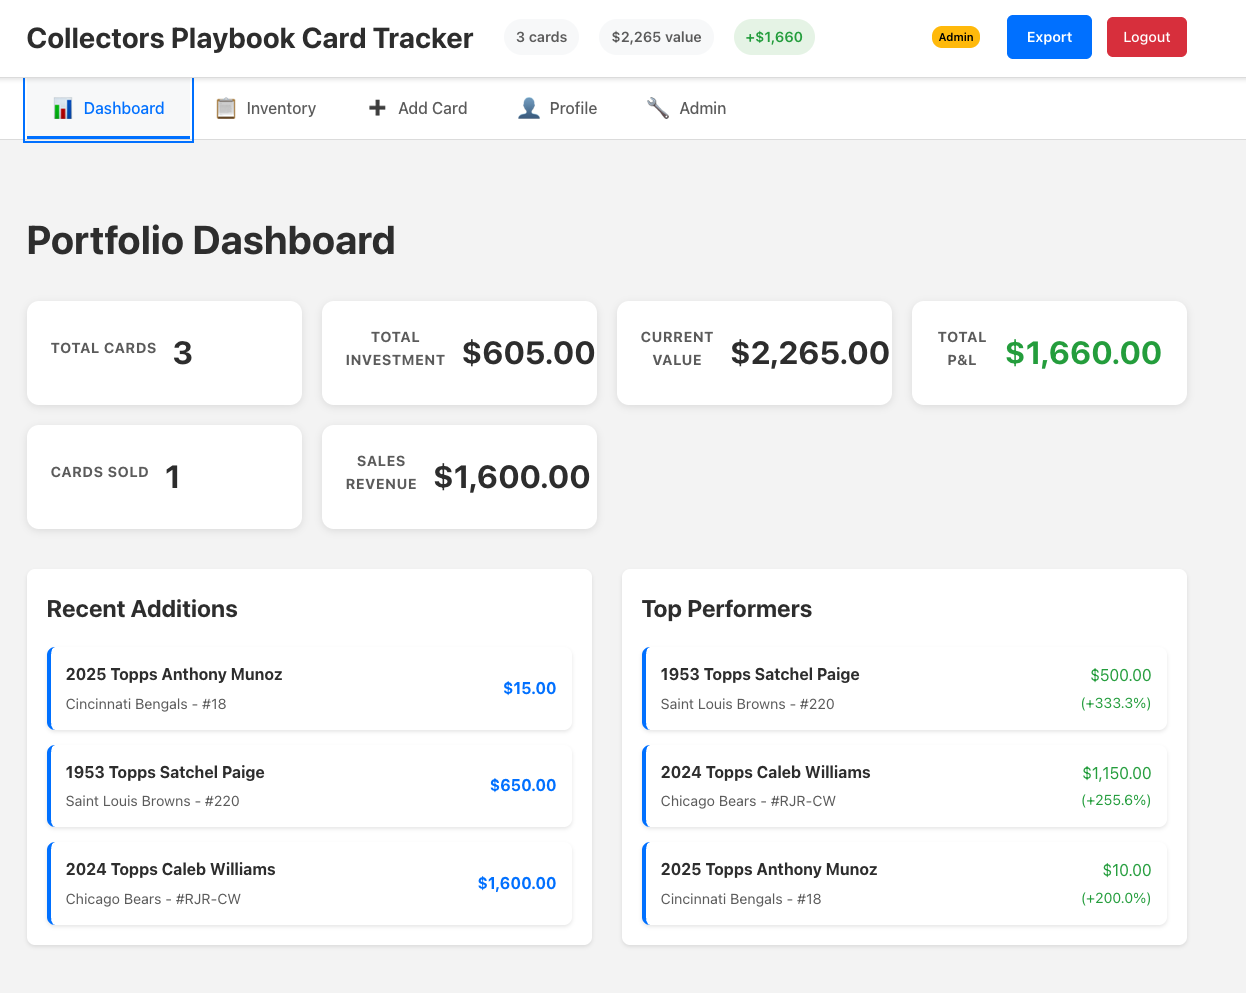 Collectors Playbook Card Tracker
3 cards
$2,265 value
+$1,660
Admin
Export
Logout
Dashboard
Inventory
Add Card
Profile
Admin
Portfolio Dashboard
TOTAL CARDS
3
TOTAL
INVESTMENT
$605.00
CURRENT
VALUE
$2,265.00
TOTAL
P&L
$1,660.00
CARDS SOLD
1
SALES
REVENUE
$1,600.00
Recent Additions
2025 Topps Anthony Munoz
Cincinnati Bengals - #18
$15.00
1953 Topps Satchel Paige
Saint Louis Browns - #220
$650.00
2024 Topps Caleb Williams
Chicago Bears - #RJR-CW
$1,600.00
Top Performers
1953 Topps Satchel Paige
Saint Louis Browns - #220
$500.00
(+333.3%)
2024 Topps Caleb Williams
Chicago Bears - #RJR-CW
$1,150.00
(+255.6%)
2025 Topps Anthony Munoz
Cincinnati Bengals - #18
$10.00
(+200.0%)